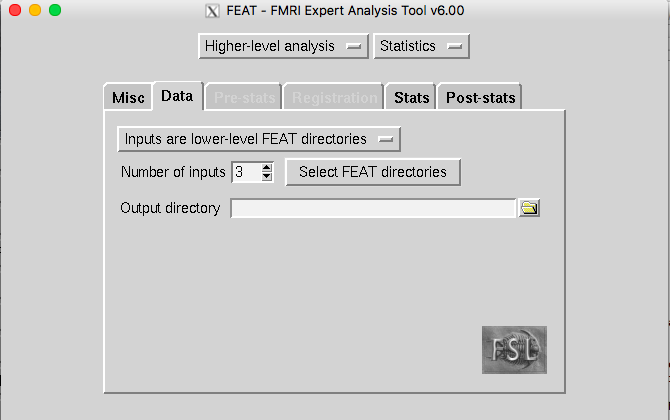 X FEAT - FMRI Expert Analysis Tool v6.00
Higher-level analysis Statistics
Misc Data Pre-stats Registration Stats Post-stats
Inputs are lower-level FEAT directories
Number of inputs 3 Select FEAT directories
Output directory
FSL